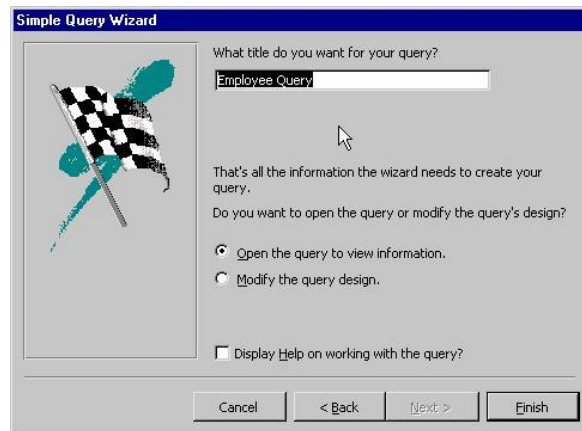 Simple Query Wizard
What title do you want for your query?
Employee Query
That's all the information the wizard needs to create your
query.
Do you want to open the query or modify the query's design?
Open the query to view information.
Modify the query design.
Display Help on working with the query?
Cancel
< Back
Next >
Finish